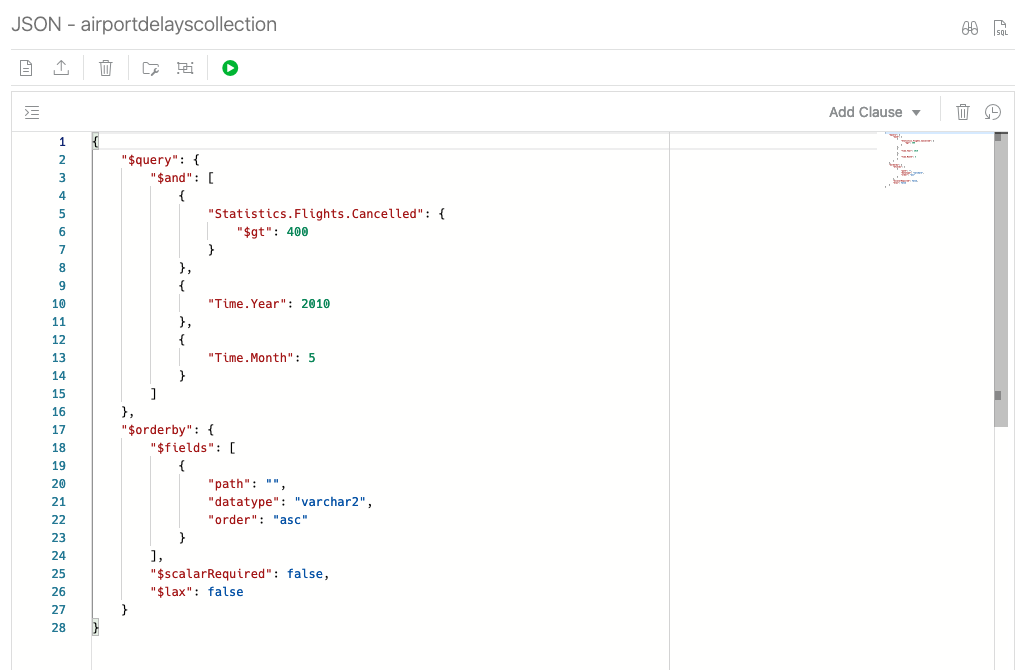 JSON - airportdelayscollection
SQL
Add Clause
1 {
2 "$query": {
3 "$and": [
4 {
5 "Statistics.Flights.Cancelled": {
6 "$gt": 400
7 }
8 },
9 {
10 "Time.Year": 2010
11 },
12 {
13 "Time.Month": 5
14 }
15 ]
16 },
17 "$orderby": {
18 "$fields": [
19 {
20 "path": "",
21 "datatype": "varchar2",
22 "order": "asc"
23 }
24 ],
25 "$scalarRequired": false,
26 "$lax": false
27 }
28 }